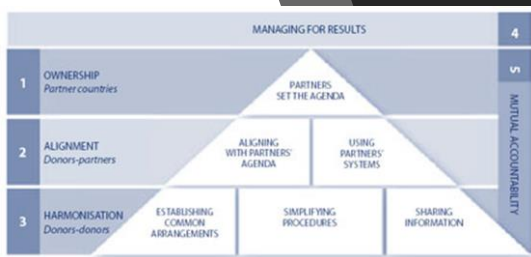 MANAGING FOR RESULTS
4
1
OWNERSHIP
Partner countries
PARTNERS
SET THE AGENDA
5
MUTUAL ACCOUNTABILITY
2
ALIGNMENT
Donors-partners
ALIGNING
WITH PARTNERS'
AGENDA
USING
PARTNERS'
SYSTEMS
3
HARMONISATION
Donors-donors
ESTABLISHING
COMMON
ARRANGEMENTS
SIMPLIFYING
PROCEDURES
SHARING
INFORMATION